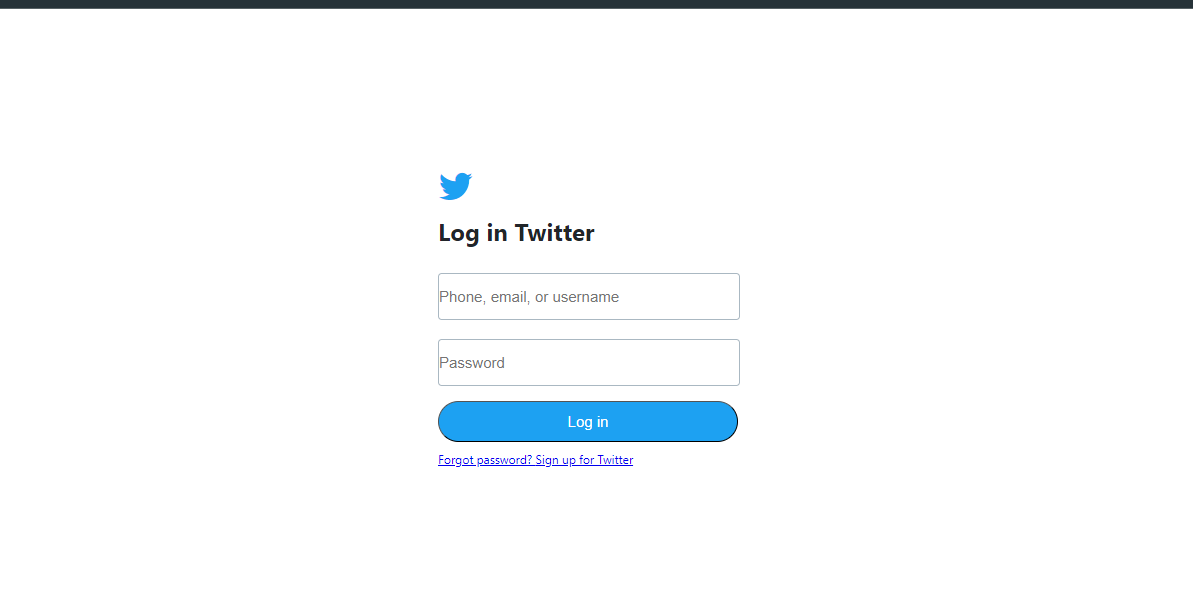 Log in Twitter
Phone, email, or username
Password
Log in
Forgot password? Sign up for Twitter